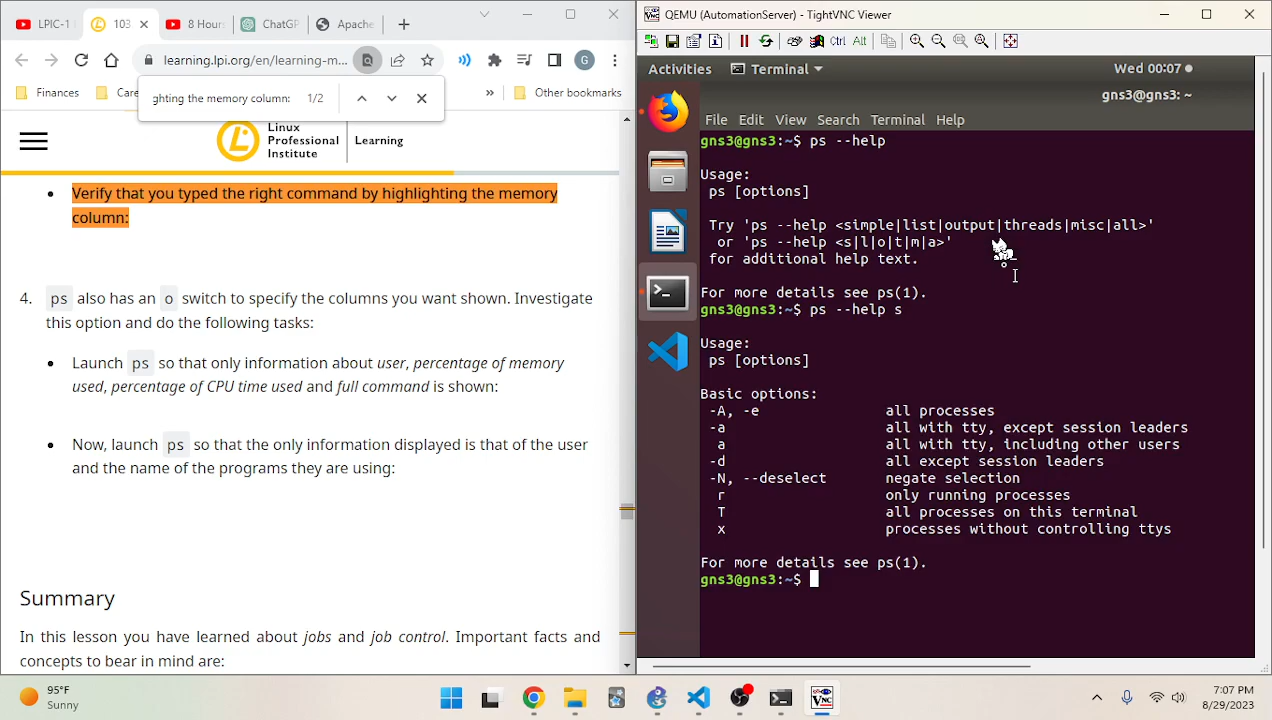 LPIC-1
103
8 Hours
ChatGP
Apache
learning.lpi.org/en/learning-m...
G
Finances
Care
»
Other bookmarks
ghting the memory column:
1/2
Linux
Professional
Institute
Learning
Verify that you typed the right command by highlighting the memory
column:
4. ps also has an o switch to specify the columns you want shown. Investigate
this option and do the following tasks:
Launch ps so that only information about user, percentage of memory
used, percentage of CPU time used and full command is shown:
Now, launch ps so that the only information displayed is that of the user
and the name of the programs they are using:
Summary
In this lesson you have learned about jobs and job control. Important facts and
concepts to bear in mind are:
QEMU (AutomationServer) - TightVNC Viewer
Ctrl Alt
Activities
Terminal
Wed 00:07
gns3@gns3: ~
File Edit View Search Terminal Help
gns3@gns3:~$ ps --help
Usage:
ps [options]
Try 'ps --help <simple|list|output|threads|misc|all>'
or 'ps --help <s|l|o|t|m|a>'
for additional help text.
For more details see ps(1).
gns3@gns3:~$ ps --help s
Usage:
ps [options]
Basic options:
-A, -e all processes
-a all with tty, except session leaders
a all with tty, including other users
-d all except session leaders
-N, --deselect negate selection
r only running processes
T all processes on this terminal
x processes without controlling ttys
For more details see ps(1).
gns3@gns3:~$
95°F
Sunny
7:07 PM
8/29/2023